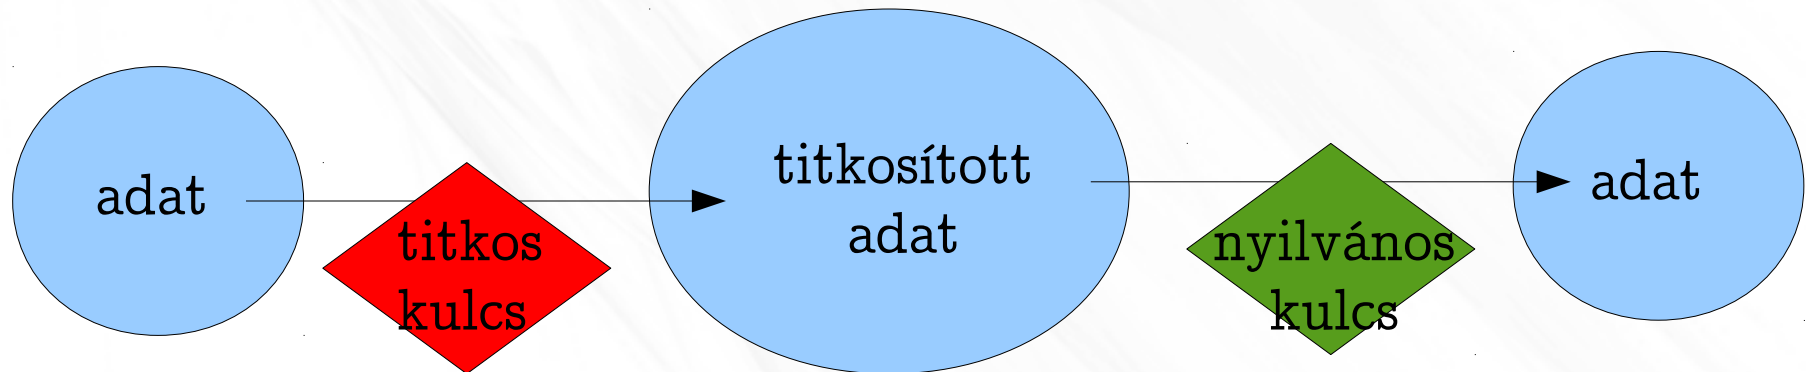 adat
titkos
kulcs
titkosított
adat
nyilvános
kulcs
adat